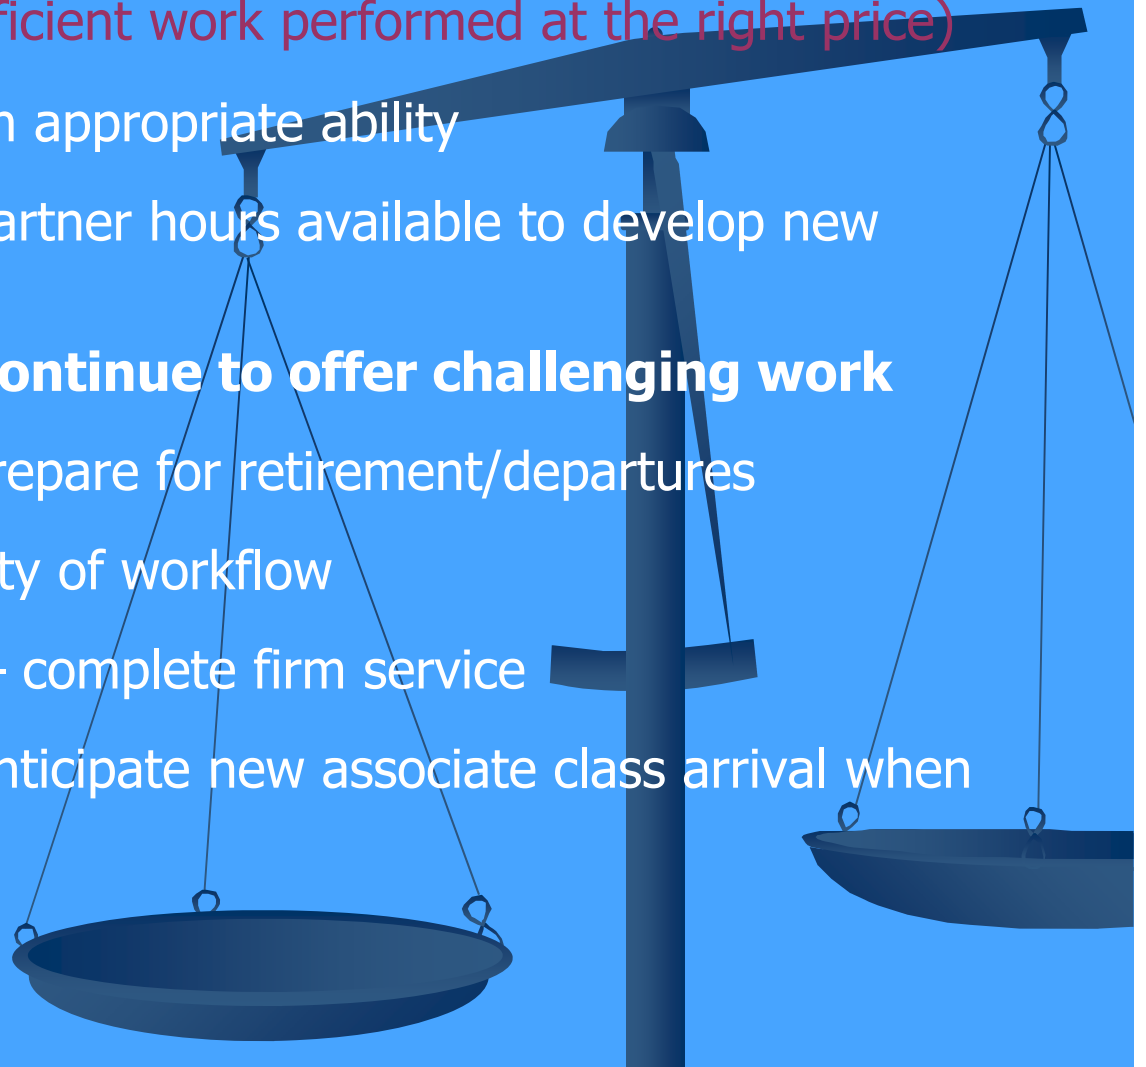 ficient work performed at the right price)
n appropriate ability
artner hours available to develop new
ontinue to offer challenging work
repare for retirement/departures
ty of workflow
- complete firm service
nticipate new associate class arrival when